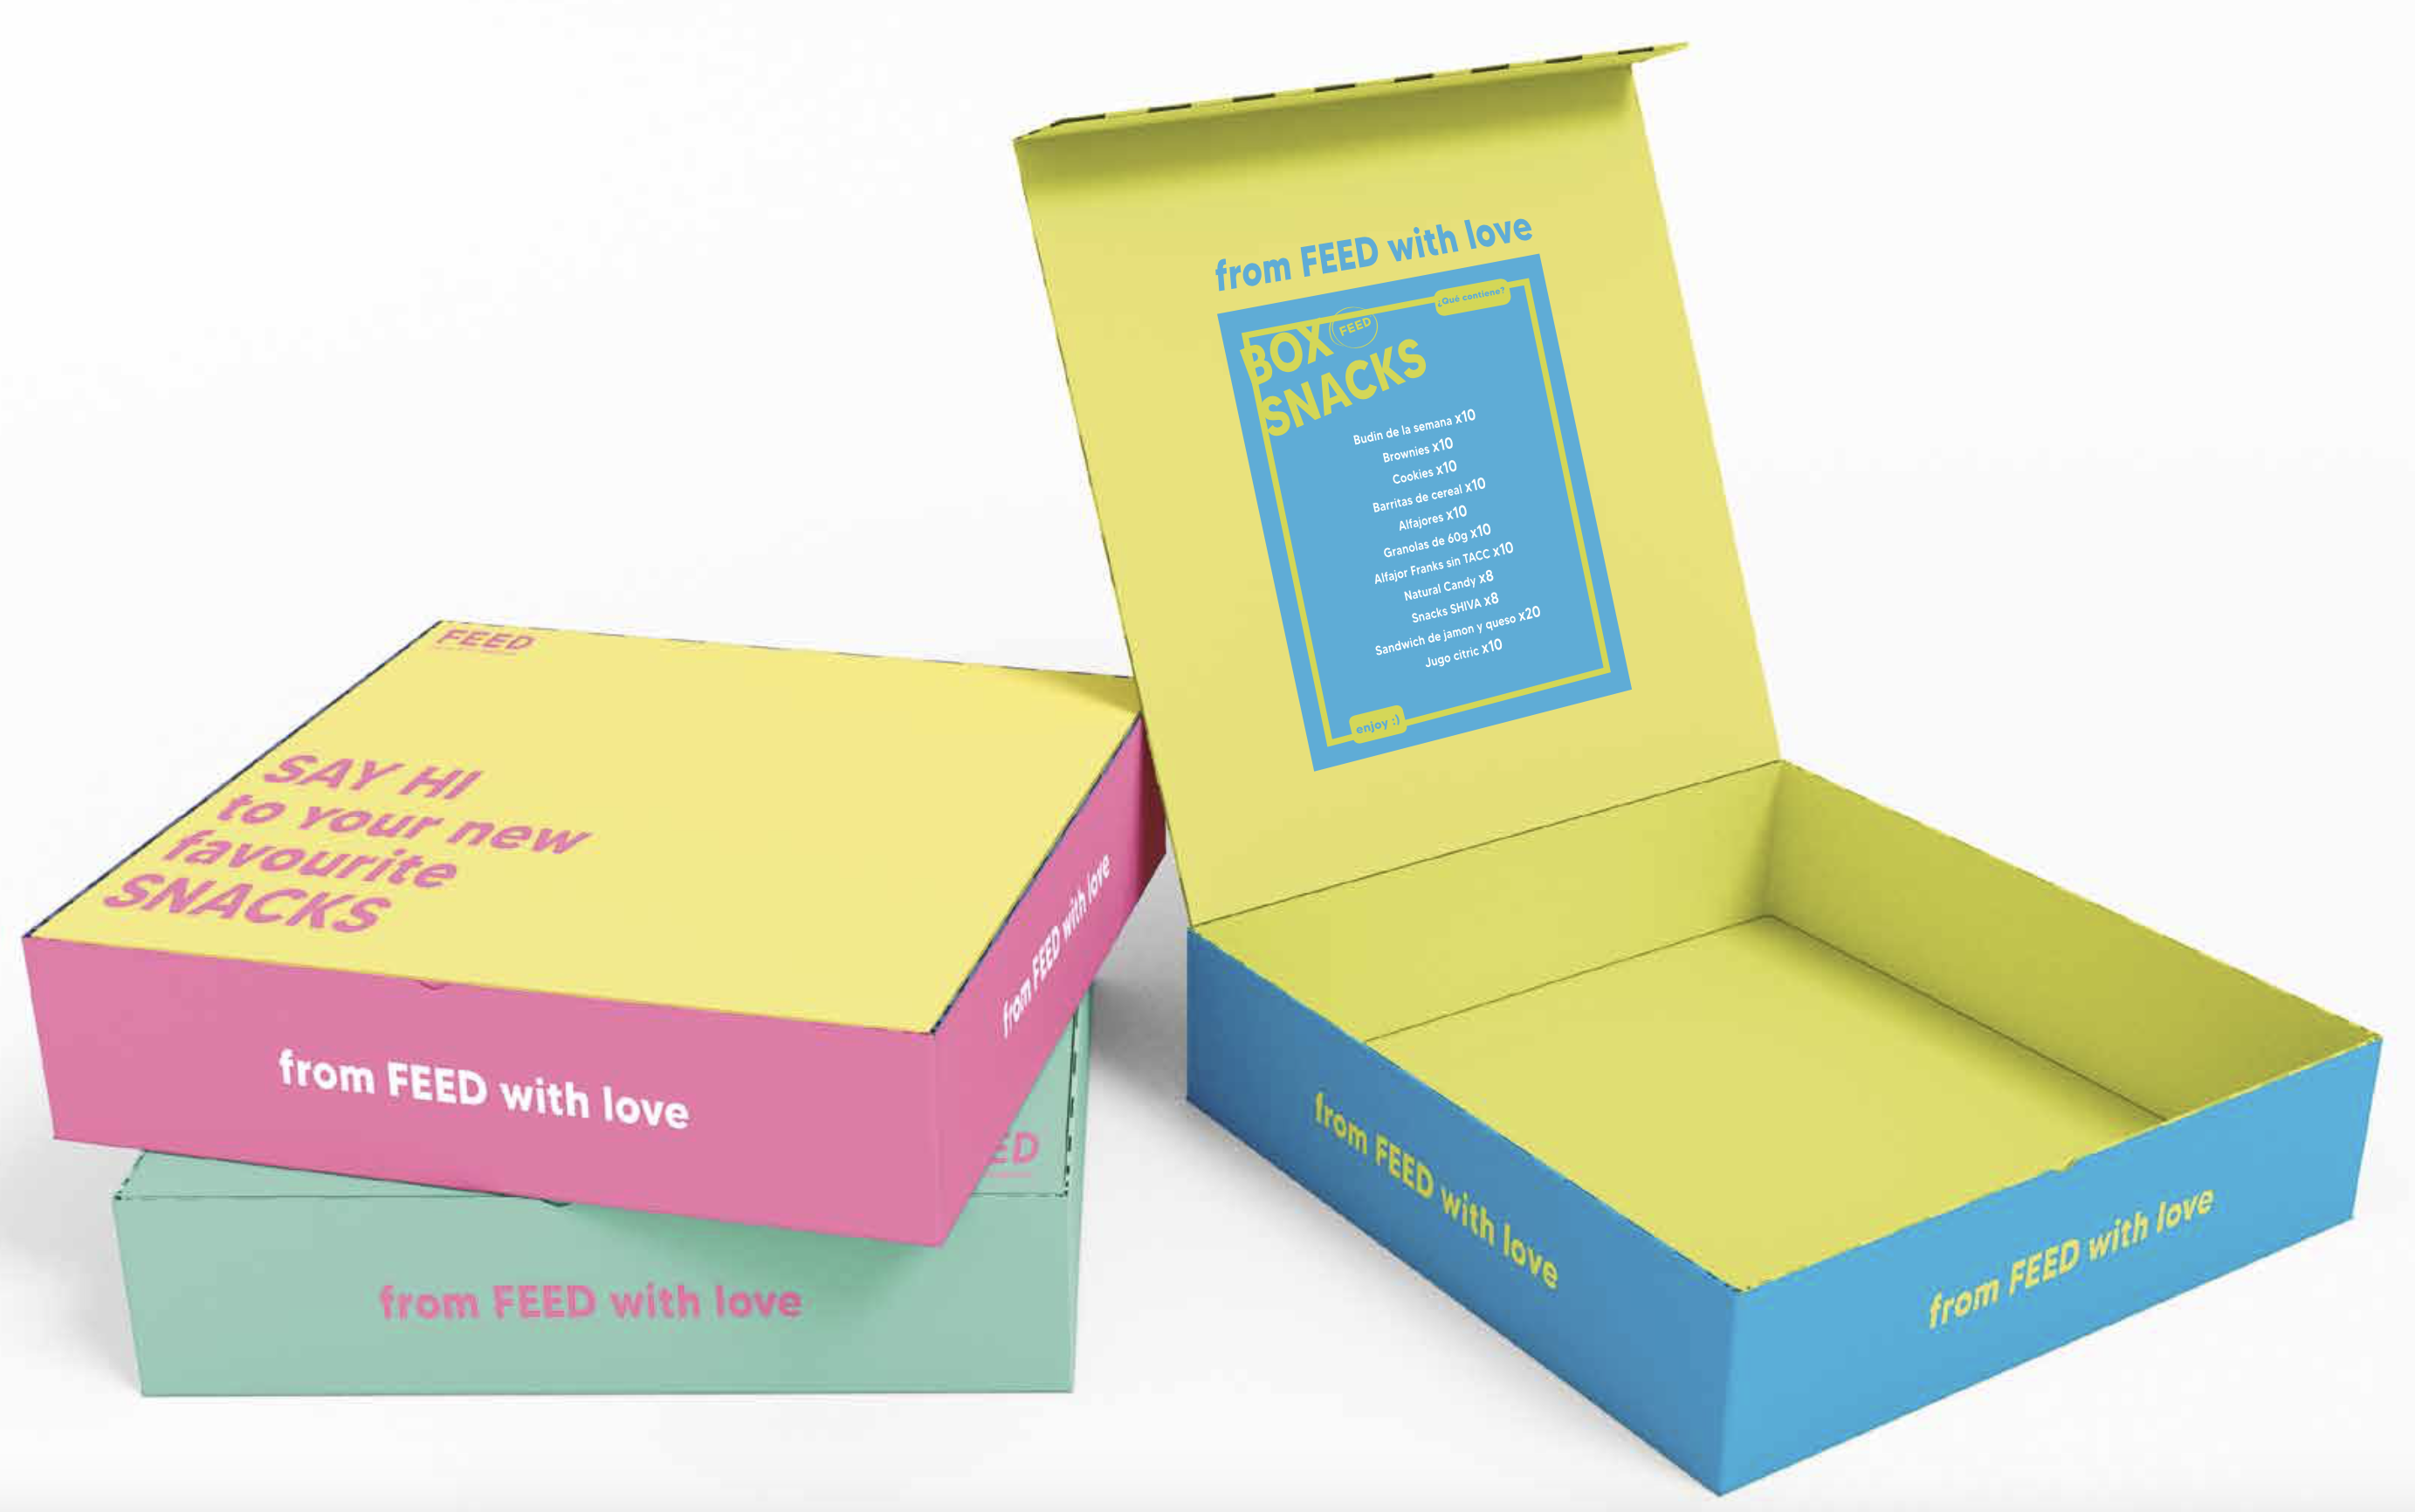 FEED
SAY HI
to your new
favourite
SNACKS
from FEED with love
from FEED with love
ED
from FEED with love
from FEED with love
¿Qué contiene?
BOX FEED
SNACKS
Budin de la semana x10
Brownies x10
Cookies x10
Barritas de cereal x10
Alfajores x10
Granolas de 60g x10
Alfajor Franks sin TACC x10
Natural Candy x8
Snacks SHIVA x8
Sandwich de jamon y queso x20
Jugo citric x10
enjoy :)
from FEED with love
from FEED with love